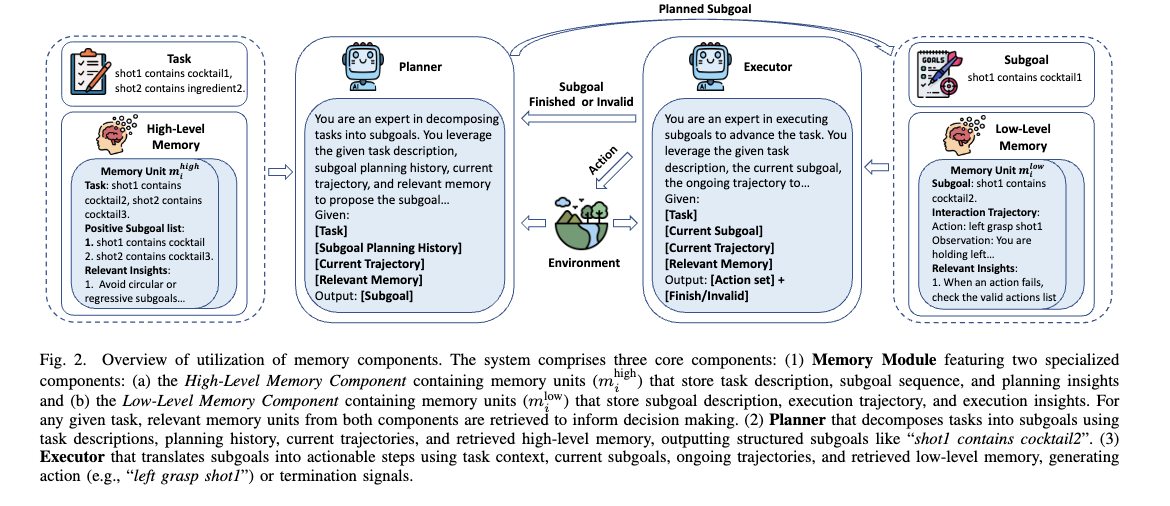 Planned Subgoal
Task
shot1 contains cocktail1,
shot2 contains ingredient2.
High-Level
Memory
Memory Unit m_i^high
Task: shot1 contains
cocktail2, shot2 contains
cocktail3.
Positive Subgoal list:
1. shot1 contains cocktail
2. shot2 contains cocktail3.
Relevant Insights:
1. Avoid circular or
regressive subgoals…
Planner
AI
You are an expert in decomposing
tasks into subgoals. You leverage
the given task description,
subgoal planning history, current
trajectory, and relevant memory
to propose the subgoal…
Given:
[Task]
[Subgoal Planning History]
[Current Trajectory]
[Relevant Memory]
Output: [Subgoal]
Subgoal
Finished or Invalid
Action
Environment
Executor
AI
You are an expert in executing
subgoals to advance the task. You
leverage the given task
description, the current subgoal,
the ongoing trajectory to…
Given:
[Task]
[Current Subgoal]
[Current Trajectory]
[Relevant Memory]
Output: [Action set] +
[Finish/Invalid]
GOALS
Subgoal
shot1 contains cocktail1
Low-Level
Memory
Memory Unit m_i^low
Subgoal: shot1 contains
cocktail2.
Interaction Trajectory:
Action: left grasp shot1
Observation: You are
holding left…
Relevant Insights:
1. When an action fails,
check the valid actions list
Fig. 2. Overview of utilization of memory components. The system comprises three core components: (1) Memory Module featuring two specialized
components: (a) the High-Level Memory Component containing memory units (m_i^high) that store task description, subgoal sequence, and planning insights
and (b) the Low-Level Memory Component containing memory units (m_i^low) that store subgoal description, execution trajectory, and execution insights. For
any given task, relevant memory units from both components are retrieved to inform decision making. (2) Planner that decomposes tasks into subgoals using
task descriptions, planning history, current trajectories, and retrieved high-level memory, outputting structured subgoals like “shot1 contains cocktail2”. (3)
Executor that translates subgoals into actionable steps using task context, current subgoals, ongoing trajectories, and retrieved low-level memory, generating
action (e.g., “left grasp shot1”) or termination signals.